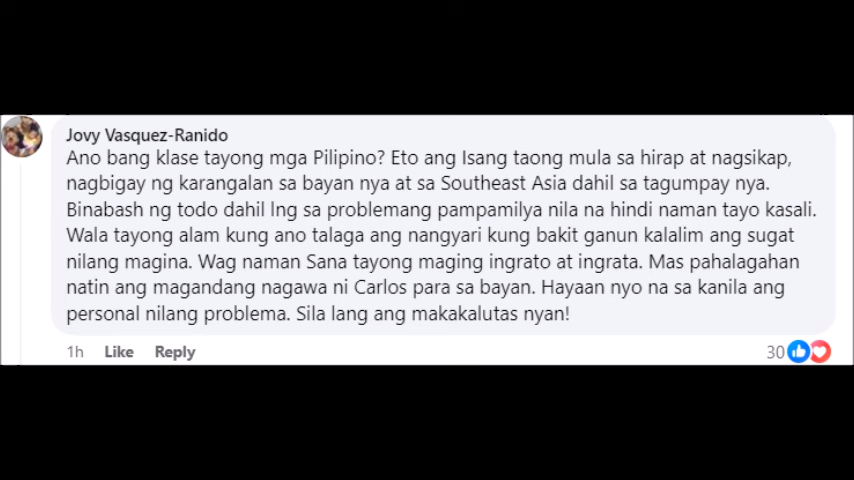 Jovy Vasquez-Ranido
Ano bang klase tayong mga Pilipino? Eto ang Isang taong mula sa hirap at nagsikap,
nagbigay ng karangalan sa bayan nya at sa Southeast Asia dahil sa tagumpay nya.
Binabash ng todo dahil lng sa problemang pampamilya nila na hindi naman tayo kasali.
Wala tayong alam kung ano talaga ang nangyari kung bakit ganun kalalim ang sugat
nilang magina. Wag naman Sana tayong maging ingrato at ingrata. Mas pahalagahan
natin ang magandang nagawa ni Carlos para sa bayan. Hayaan nyo na sa kanila ang
personal nilang problema. Sila lang ang makakalutas nyan!
1h Like Reply 30